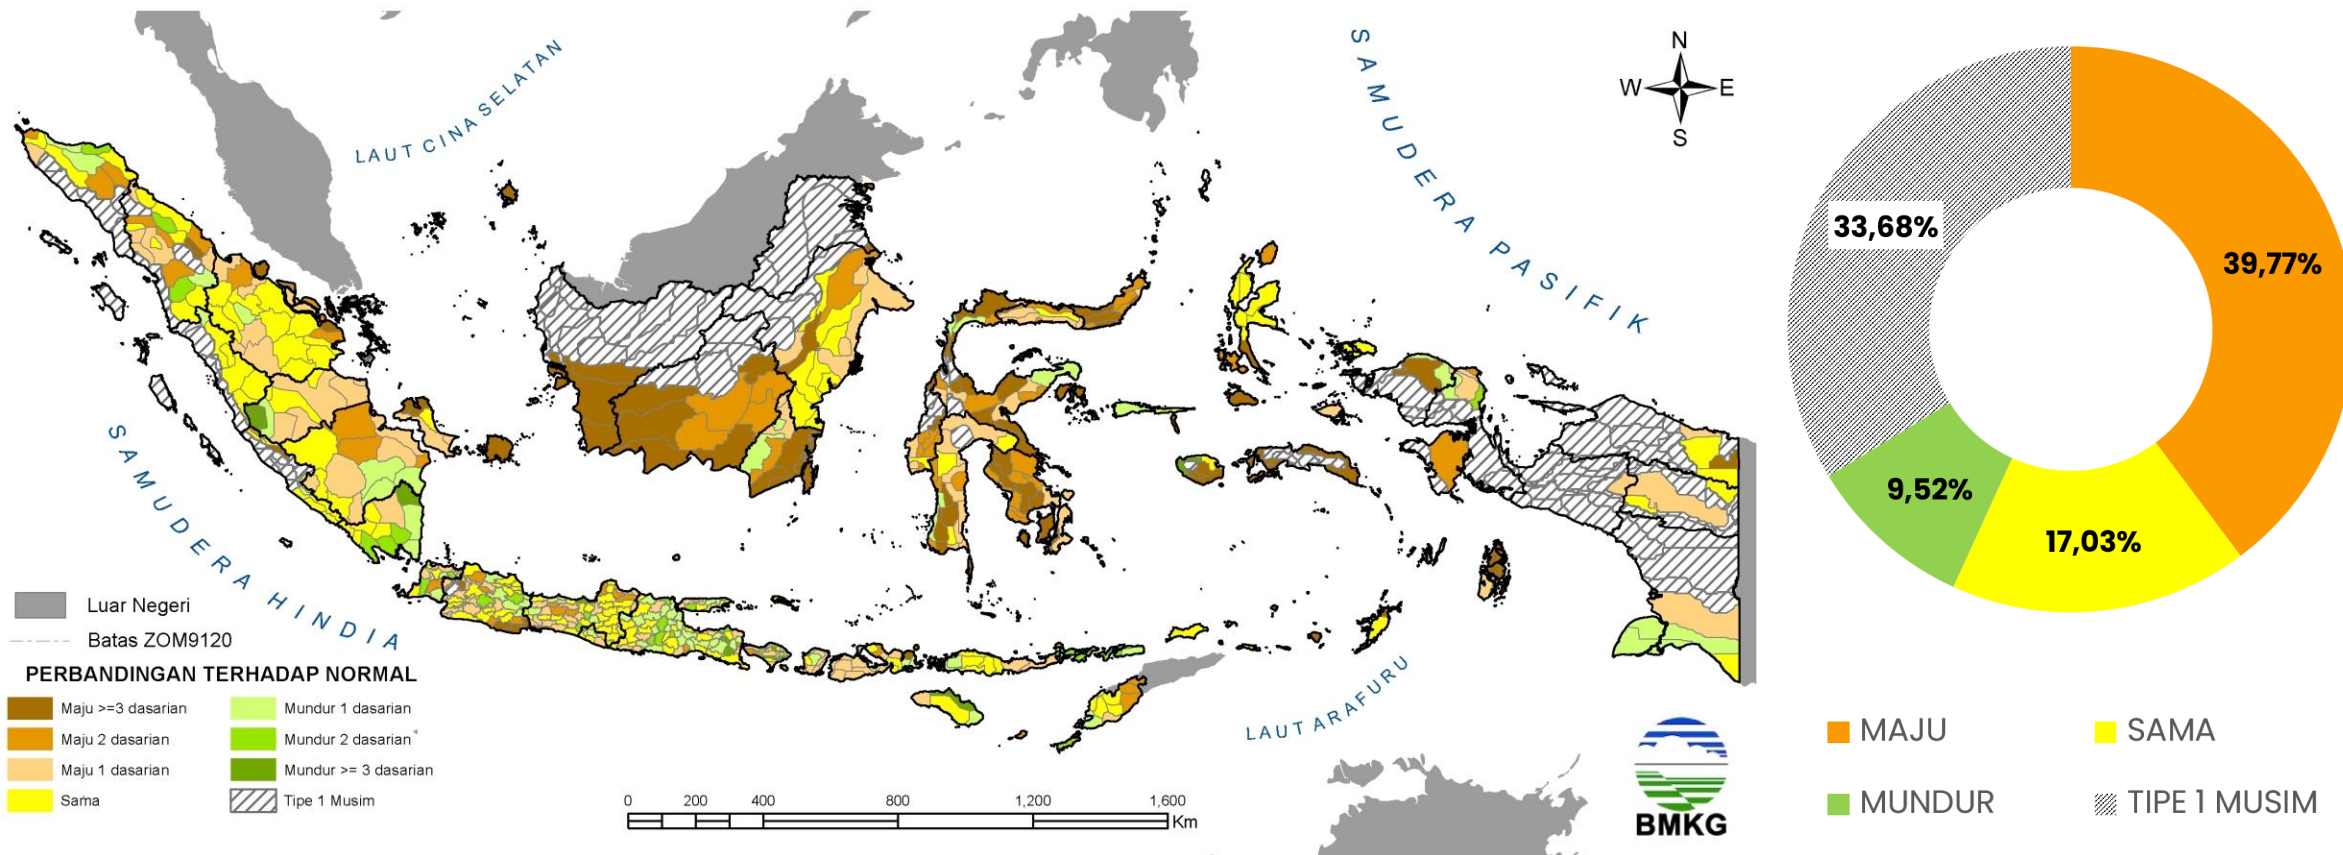 LAUT CINA SELATAN
SAMUDERA PASIFIK
N
W E
S
SAMUDERA HINDIA
LAUT ARAFURU
Luar Negeri
Batas ZOM9120
PERBANDINGAN TERHADAP NORMAL
Maju >=3 dasarian
Mundur 1 dasarian
Maju 2 dasarian
Mundur 2 dasarian
Maju 1 dasarian
Mundur >= 3 dasarian
Sama
Tipe 1 Musim
0 200 400 800 1,200 1,600
Km
BMKG
33,68%
39,77%
9,52%
17,03%
MAJU
SAMA
MUNDUR
TIPE 1 MUSIM